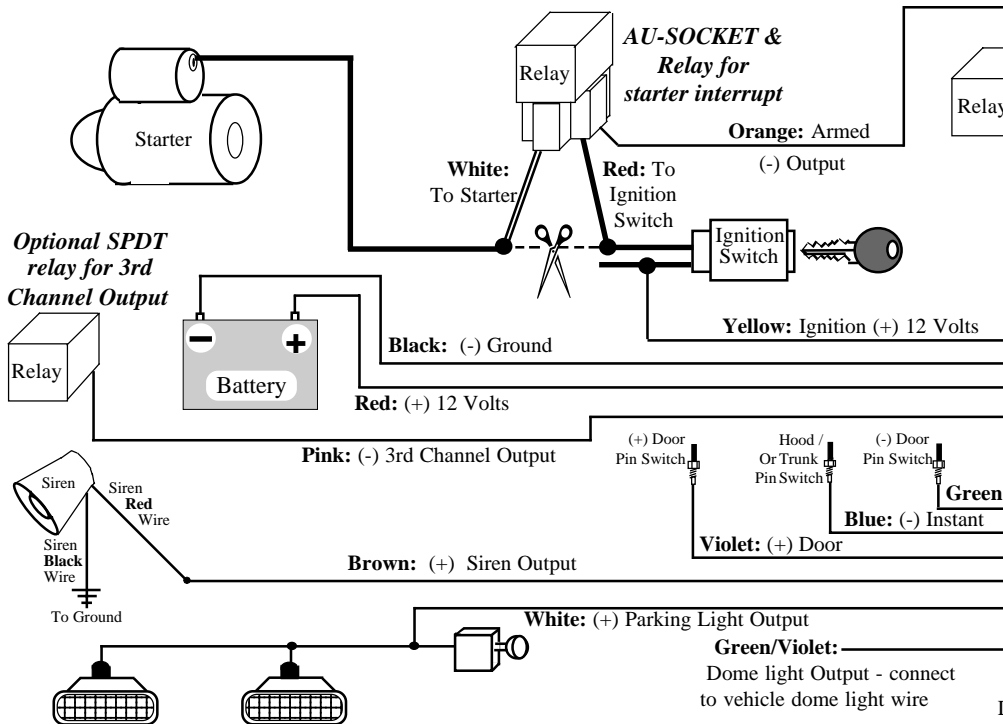 AU-SOCKET &
Relay for
starter interrupt
Relay
Relay
Starter
Orange: Armed
(-) Output
White:
To Starter
Red: To
Ignition
Switch
Ignition
Switch
Optional SPDT
relay for 3rd
Channel Output
Relay
Yellow: Ignition (+) 12 Volts
Black: (-) Ground
Battery
Red: (+) 12 Volts
Pink: (-) 3rd Channel Output
(+) Door
Pin Switch
Hood /
Or Trunk
Pin Switch
(-) Door
Pin Switch
Green
Blue: (-) Instant
Violet: (+) Door
Siren
Siren
Red
Wire
Siren
Black
Wire
To Ground
Brown: (+) Siren Output
White: (+) Parking Light Output
Green/Violet:
Dome light Output - connect
to vehicle dome light wire